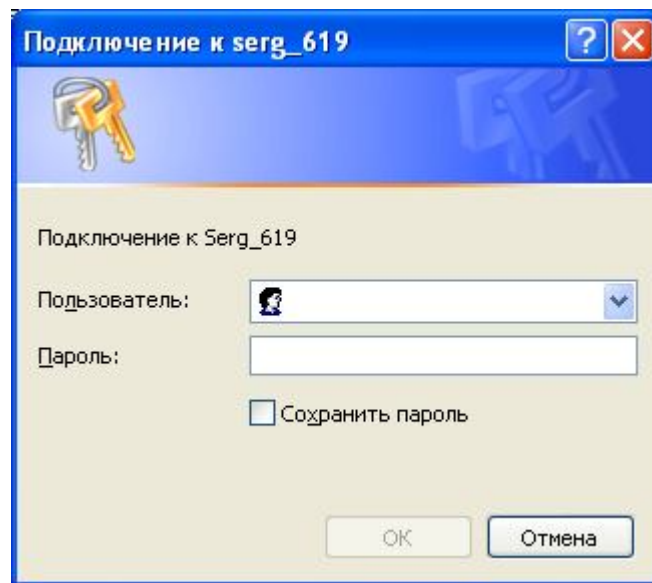 Подключение к serg_619
Подключение к Serg_619
Пользователь:
Пароль:
Сохранить пароль
OK
Отмена